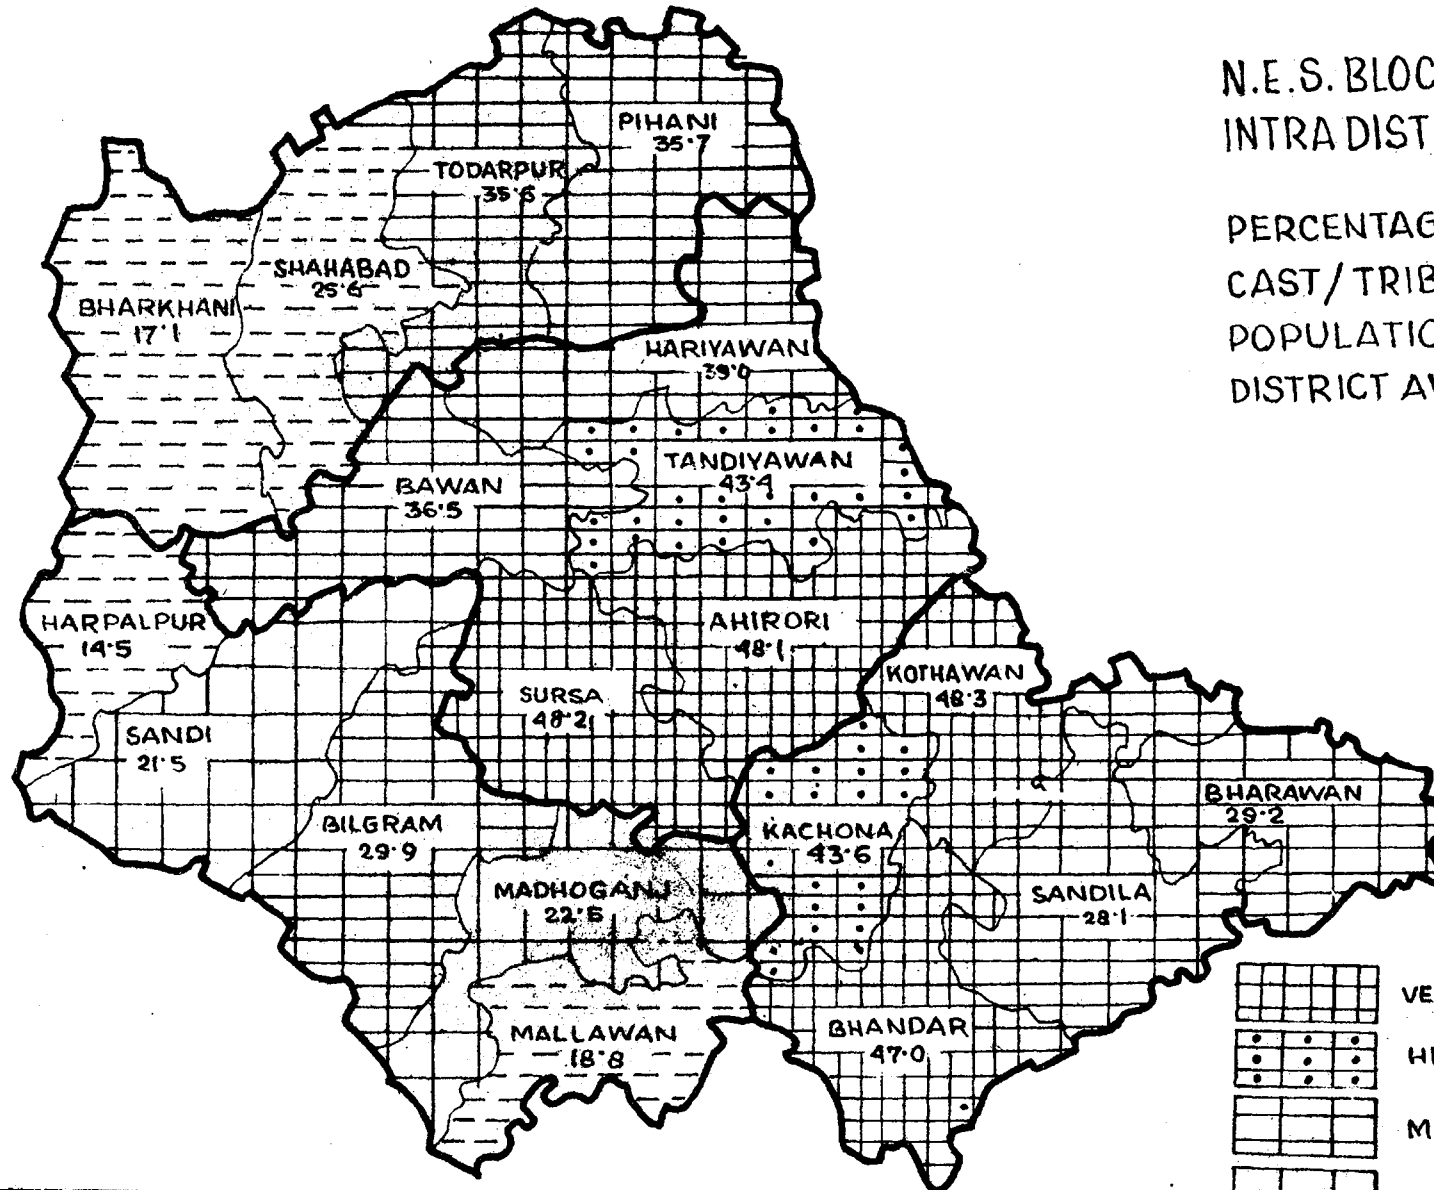 N.E.S. BLOC
INTRA DIST
PERCENTAG
CAST/TRIB
POPULATIO
DISTRICT AV
PIHANI
35.7
TODARPUR
SHAHABAD
25.6
BHARKHANI
17.1
HARIYAWAN
39.0
TANDIYAWAN
43.4
BAWAN
36.5
HARPALPUR
14.5
AHIRORI
48.1
KOTHAWAN
48.3
SURSA
48.2
SANDI
21.5
BHARAWAN
29.2
BILGRAM
29.9
KACHONA
43.6
MADHOGANJ
SANDILA
28.1
MALLAWAN
18.8
BHANDAR
47.0
VE
HI
M